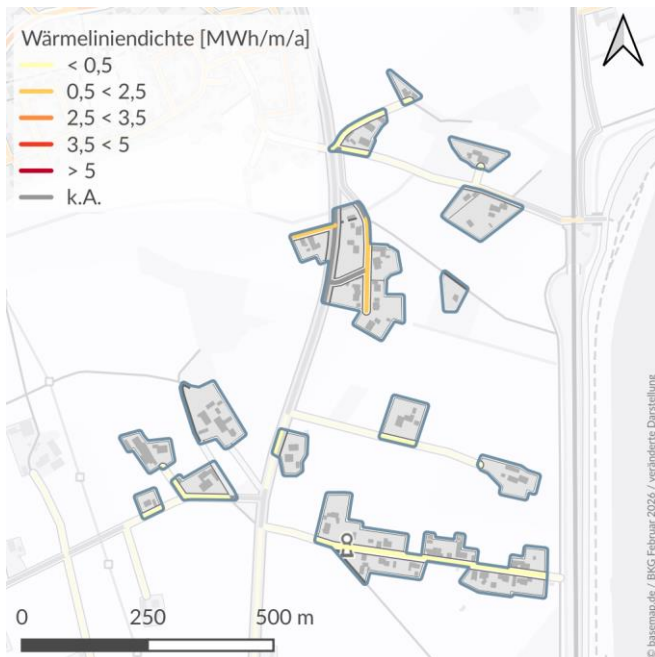 Wärmeliniendichte [MWh/m/a]
< 0,5
0,5 < 2,5
2,5 < 3,5
3,5 < 5
> 5
k.A.
0 250 500 m
© basemap.de / BKG Februar 2026 / veränderte Darstellung